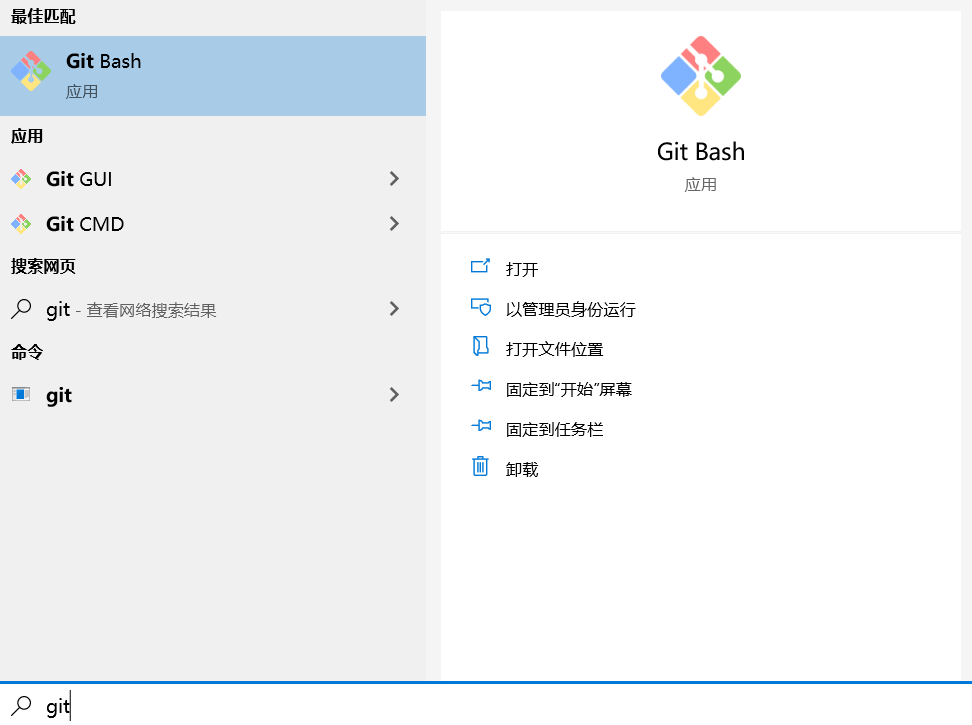 最佳匹配
Git Bash
应用
应用
Git GUI
Git CMD
搜索网页
git - 查看网络搜索结果
命令
git
Git Bash
应用
打开
以管理员身份运行
打开文件位置
固定到“开始”屏幕
固定到任务栏
卸载
git